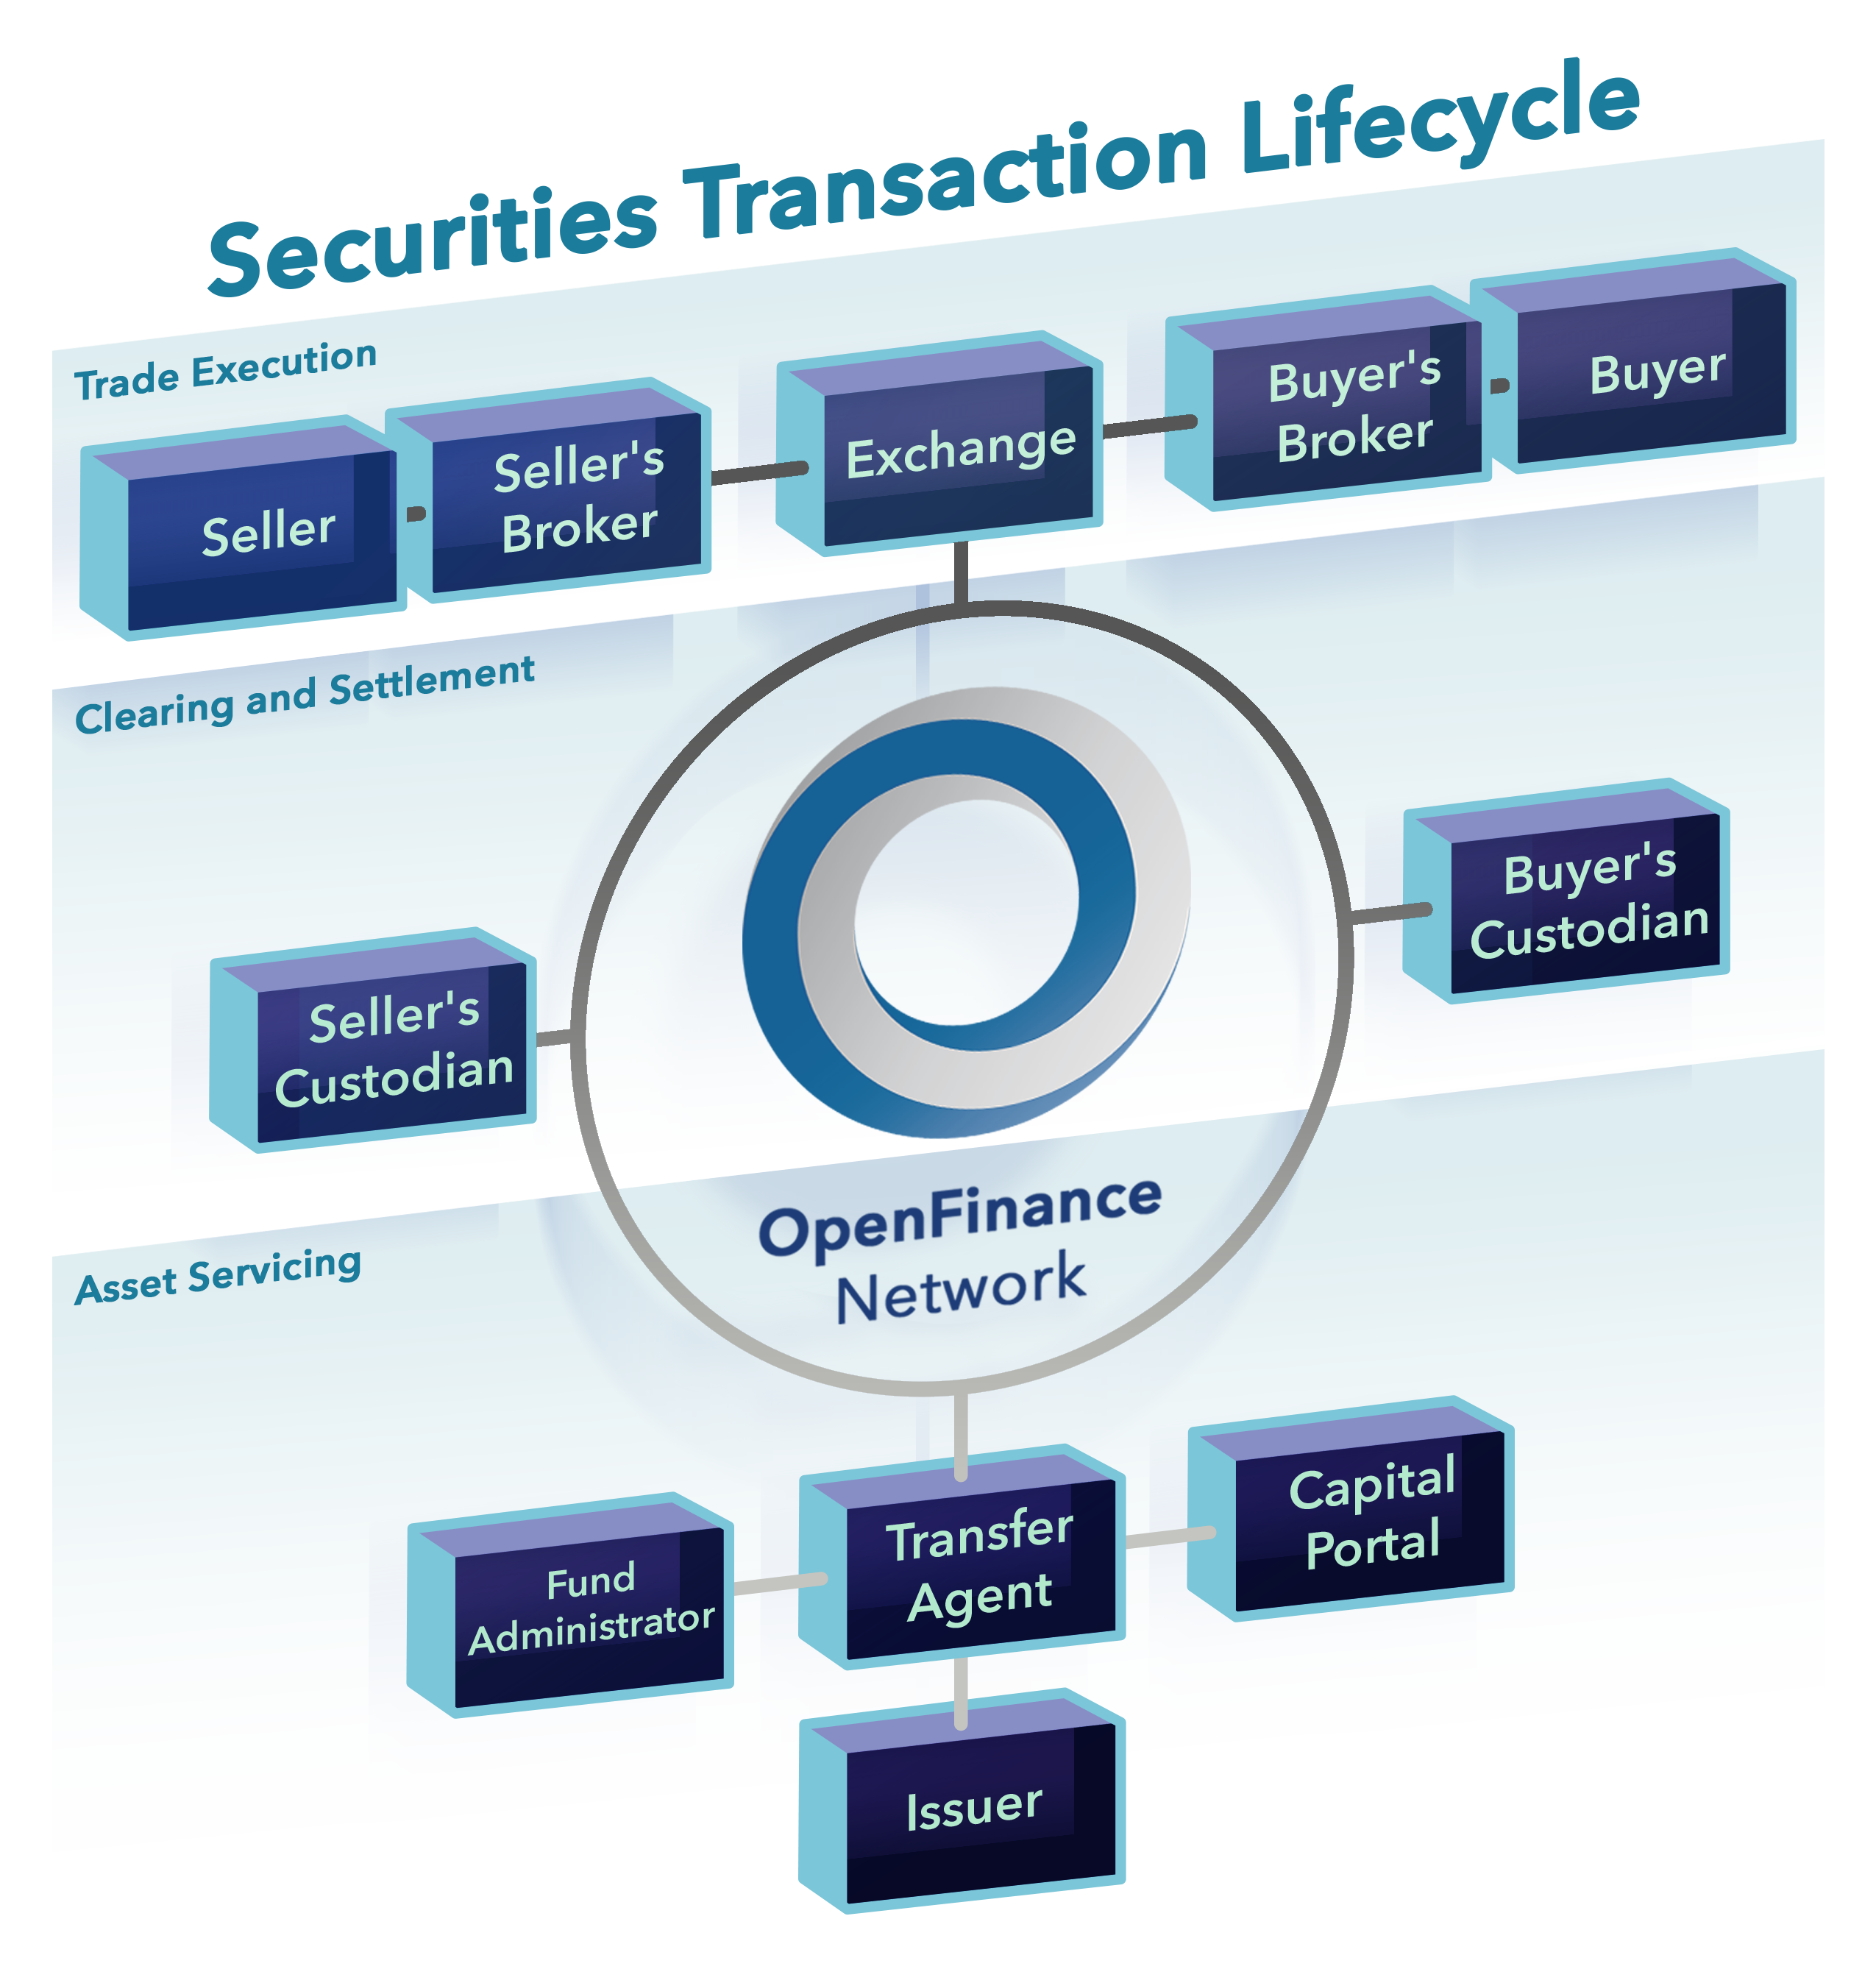 Securities Transaction Lifecycle
Trade Execution
Seller
Seller's
Broker
Exchange
Buyer's
Broker
Buyer
Clearing and Settlement
Seller's
Custodian
Buyer's
Custodian
OpenFinance
Network
Asset Servicing
Fund
Administrator
Transfer
Agent
Capital
Portal
Issuer